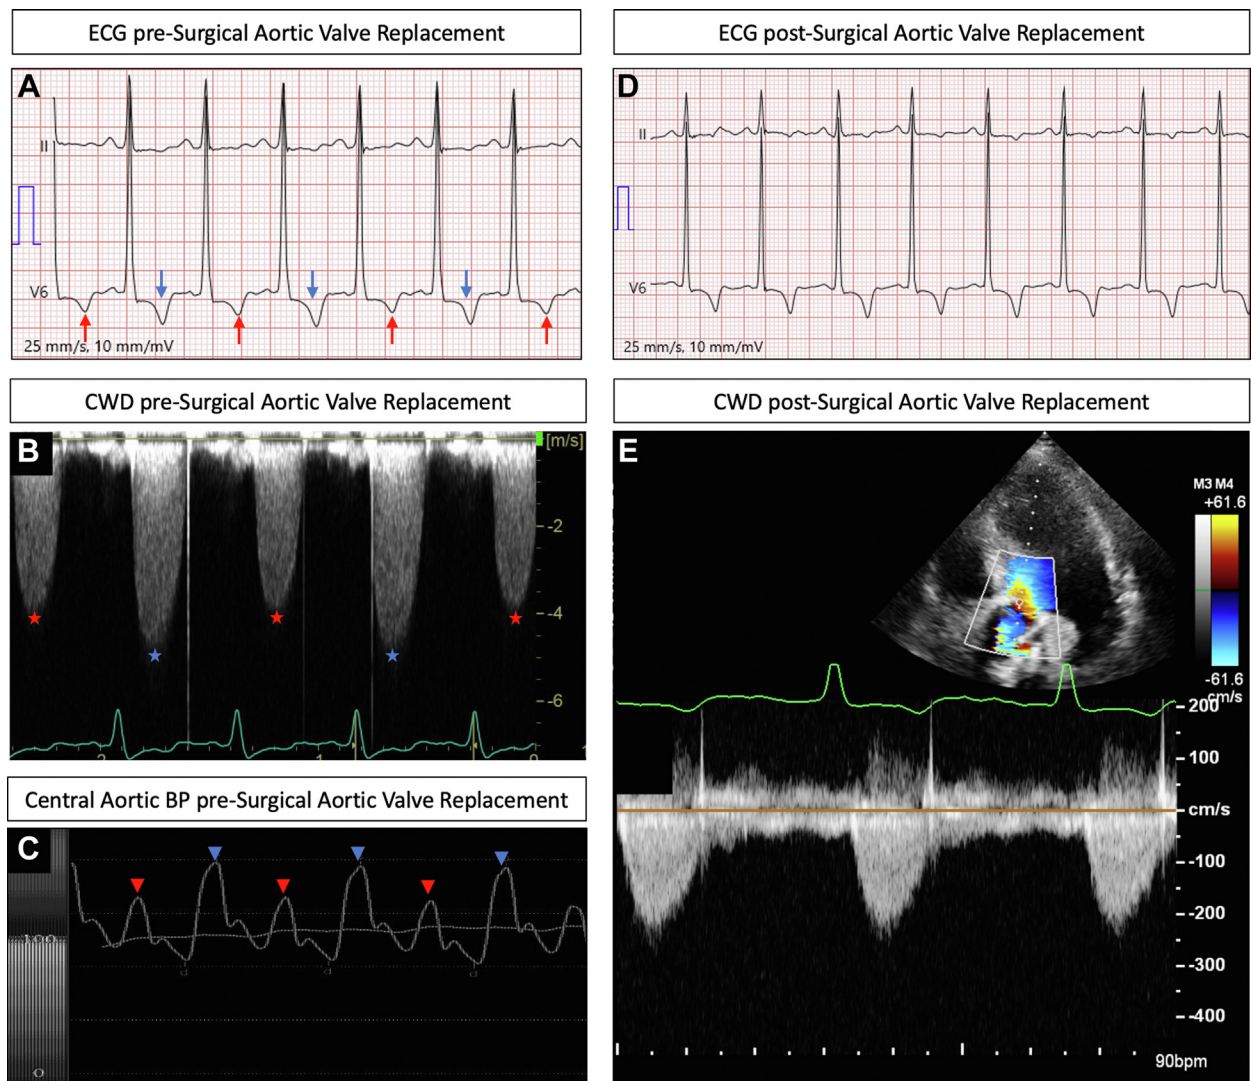 ECG pre-Surgical Aortic Valve Replacement
A
II
V6
25 mm/s, 10 mm/mV
CWD pre-Surgical Aortic Valve Replacement
B
[m/s]
-2
-4
-6
-2
-1
0
Central Aortic BP pre-Surgical Aortic Valve Replacement
C
100
d
d
d
0
ECG post-Surgical Aortic Valve Replacement
D
II
V6
25 mm/s, 10 mm/mV
CWD post-Surgical Aortic Valve Replacement
E
M3 M4
+61.6
-61.6
cm/s
200
100
cm/s
-100
-200
-300
-400
90bpm